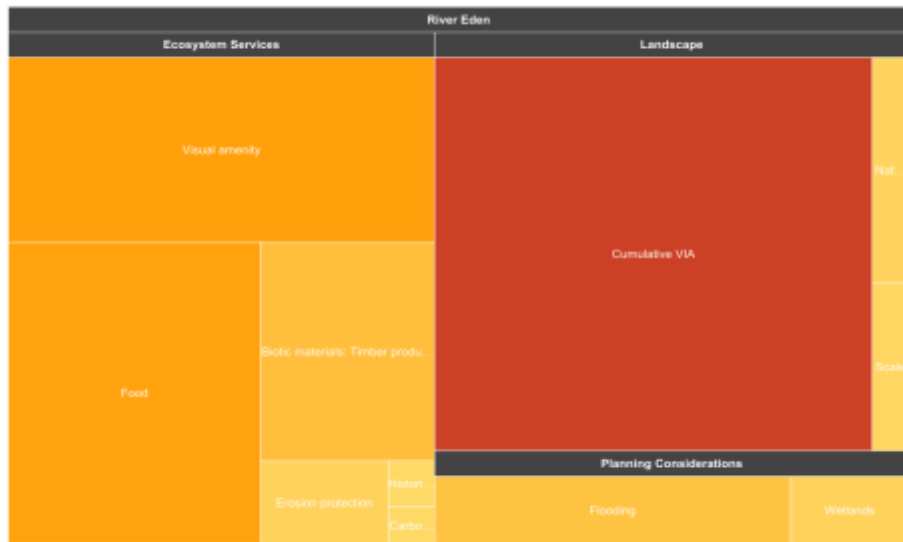 River Eden
Ecosystem Services
Landscape
Visual amenity
Nat...
Cumulative VIA
Biotic materials: Timber produ...
Scale
Food
Planning Considerations
Erosion protection
Histori...
Carbo...
Flooding
Wetlands